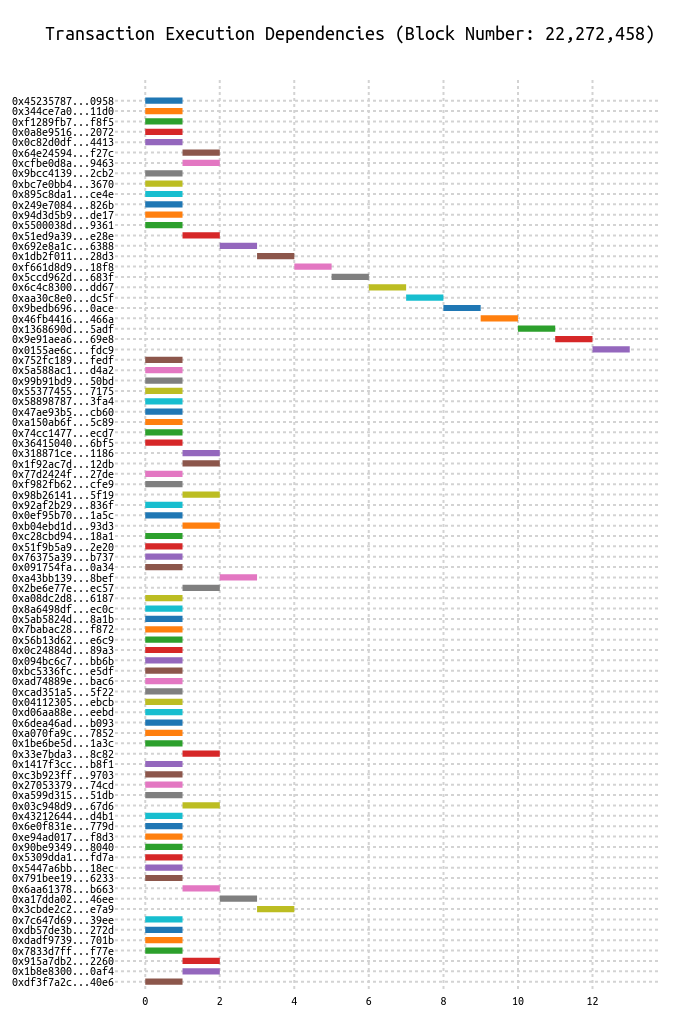 Transaction Execution Dependencies (Block Number: 22,272,458)
0x45235787...0958
0x344ce7a0...11d0
0xf1289fb7...f8f5
0x0a8e9516...2072
0x0c82d0df...4413
0x64e24594...f27c
0xcfbe0d8a...9463
0x9bcc4139...2cb2
0xbc7e0bb4...3670
0x895c8da1...ce4e
0x249e7084...826b
0x94d3d5b9...de17
0x5500038d...9361
0x51ed9a39...e28e
0x692e8a1c...6388
0x1db2f011...28d3
0xf661d8d9...18f8
0x5ccd962d...683f
0x6c4c8300...dd67
0xaa30c8e0...dc5f
0x9bedb696...0ace
0x46fb4416...466a
0x1368690d...5adf
0x9e91aea6...69e8
0x0155ae6c...fdc9
0x752fc189...fedf
0x5a588ac1...d4a2
0x99b91bd9...50bd
0x55377455...7175
0x58898787...3fa4
0x47ae93b5...cb60
0xa150ab6f...5c89
0x74cc1477...ecd7
0x36415040...6bf5
0x318871ce...1186
0x1f92ac7d...12db
0x77d2424f...27de
0xf982fb62...cfe9
0x98b26141...5f19
0x92af2b29...836f
0x0ef95b70...1a5c
0xb04ebd1d...93d3
0xc28cbd94...18a1
0x51f9b5a9...2e20
0x76375a39...b737
0x091754fa...0a34
0xa43bb139...8bef
0x2be6e77e...ec57
0xa08dc2d8...6187
0x8a6498df...ec0c
0x5ab5824d...8a1b
0x7babac28...f872
0x56b13d62...e6c9
0x0c24884d...89a3
0x094bc6c7...bb6b
0xbc5336fc...e5df
0xad74889e...bac6
0xcad351a5...5f22
0x04112305...ebcb
0xd06aa88e...eebd
0x6dea46ad...b093
0xa070fa9c...7852
0x1be6be5d...1a3c
0x33e7bda3...8c82
0x1417f3cc...b8f1
0xc3b923ff...9703
0x27053379...74cd
0xa599d315...51db
0x03c948d9...67d6
0x43212644...d4b1
0x6e0f831e...779d
0xe94ad017...f8d3
0x90be9349...8040
0x5309dda1...fd7a
0x5447a6bb...18ec
0x791bee19...6233
0x6aa61378...b663
0xa17dda02...46ee
0x3cbde2c2...e7a9
0x7c647d69...39ee
0xdb57de3b...272d
0xdadf9739...701b
0x7833d7ff...f77e
0x915a7db2...2260
0x1b8e8300...0af4
0xdf3f7a2c...40e6
0 2 4 6 8 10 12